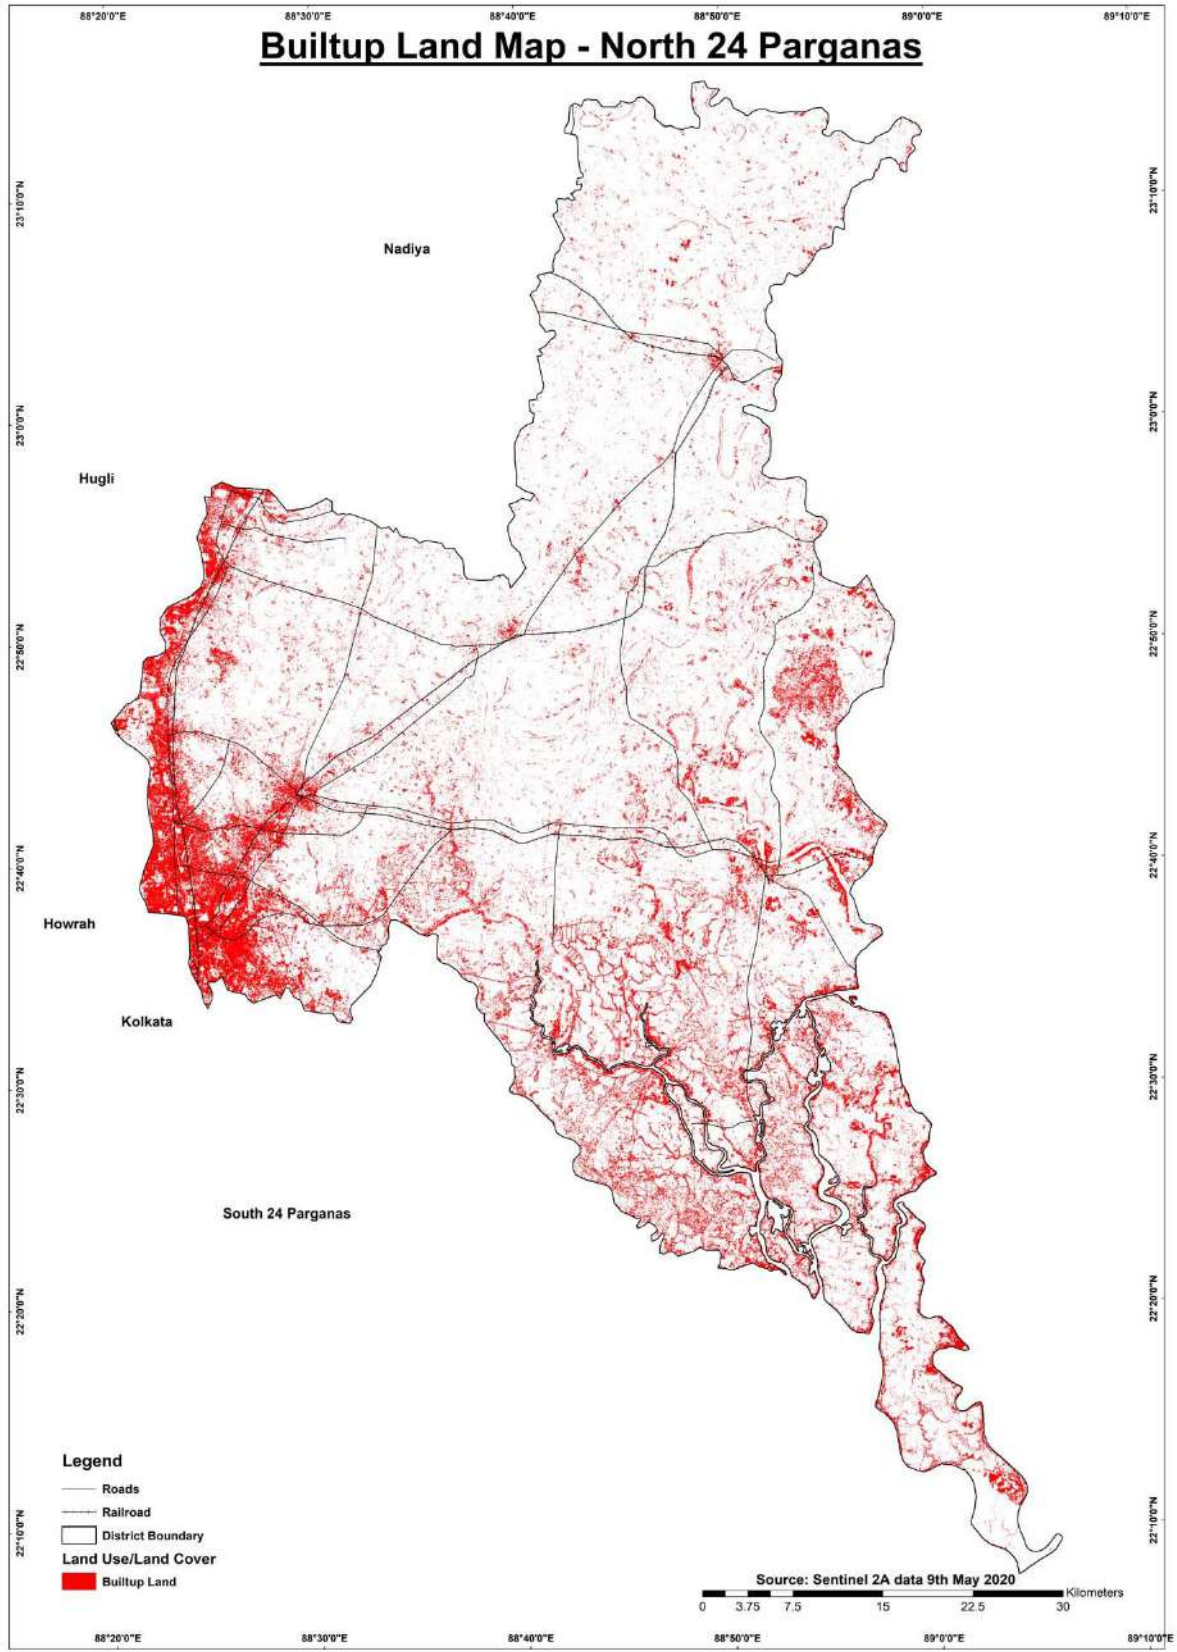 88°20'0"E 88°30'0"E 88°40'0"E 88°50'0"E 89°0'0"E 89°10'0"E
Builtup Land Map - North 24 Parganas
23°10'0"N 23°10'0"N
Nadiya
23°0'0"N 23°0'0"N
Hugli
22°50'0"N 22°50'0"N
22°40'0"N 22°40'0"N
Howrah
Kolkata
22°30'0"N 22°30'0"N
South 24 Parganas
22°20'0"N 22°20'0"N
Legend
Roads
Railroad
District Boundary
Land Use/Land Cover
Builtup Land
22°10'0"N 22°10'0"N
Source: Sentinel 2A data 9th May 2020
Kilometers
0 3.75 7.5 15 22.5 30
88°20'0"E 88°30'0"E 88°40'0"E 88°50'0"E 89°0'0"E 89°10'0"E